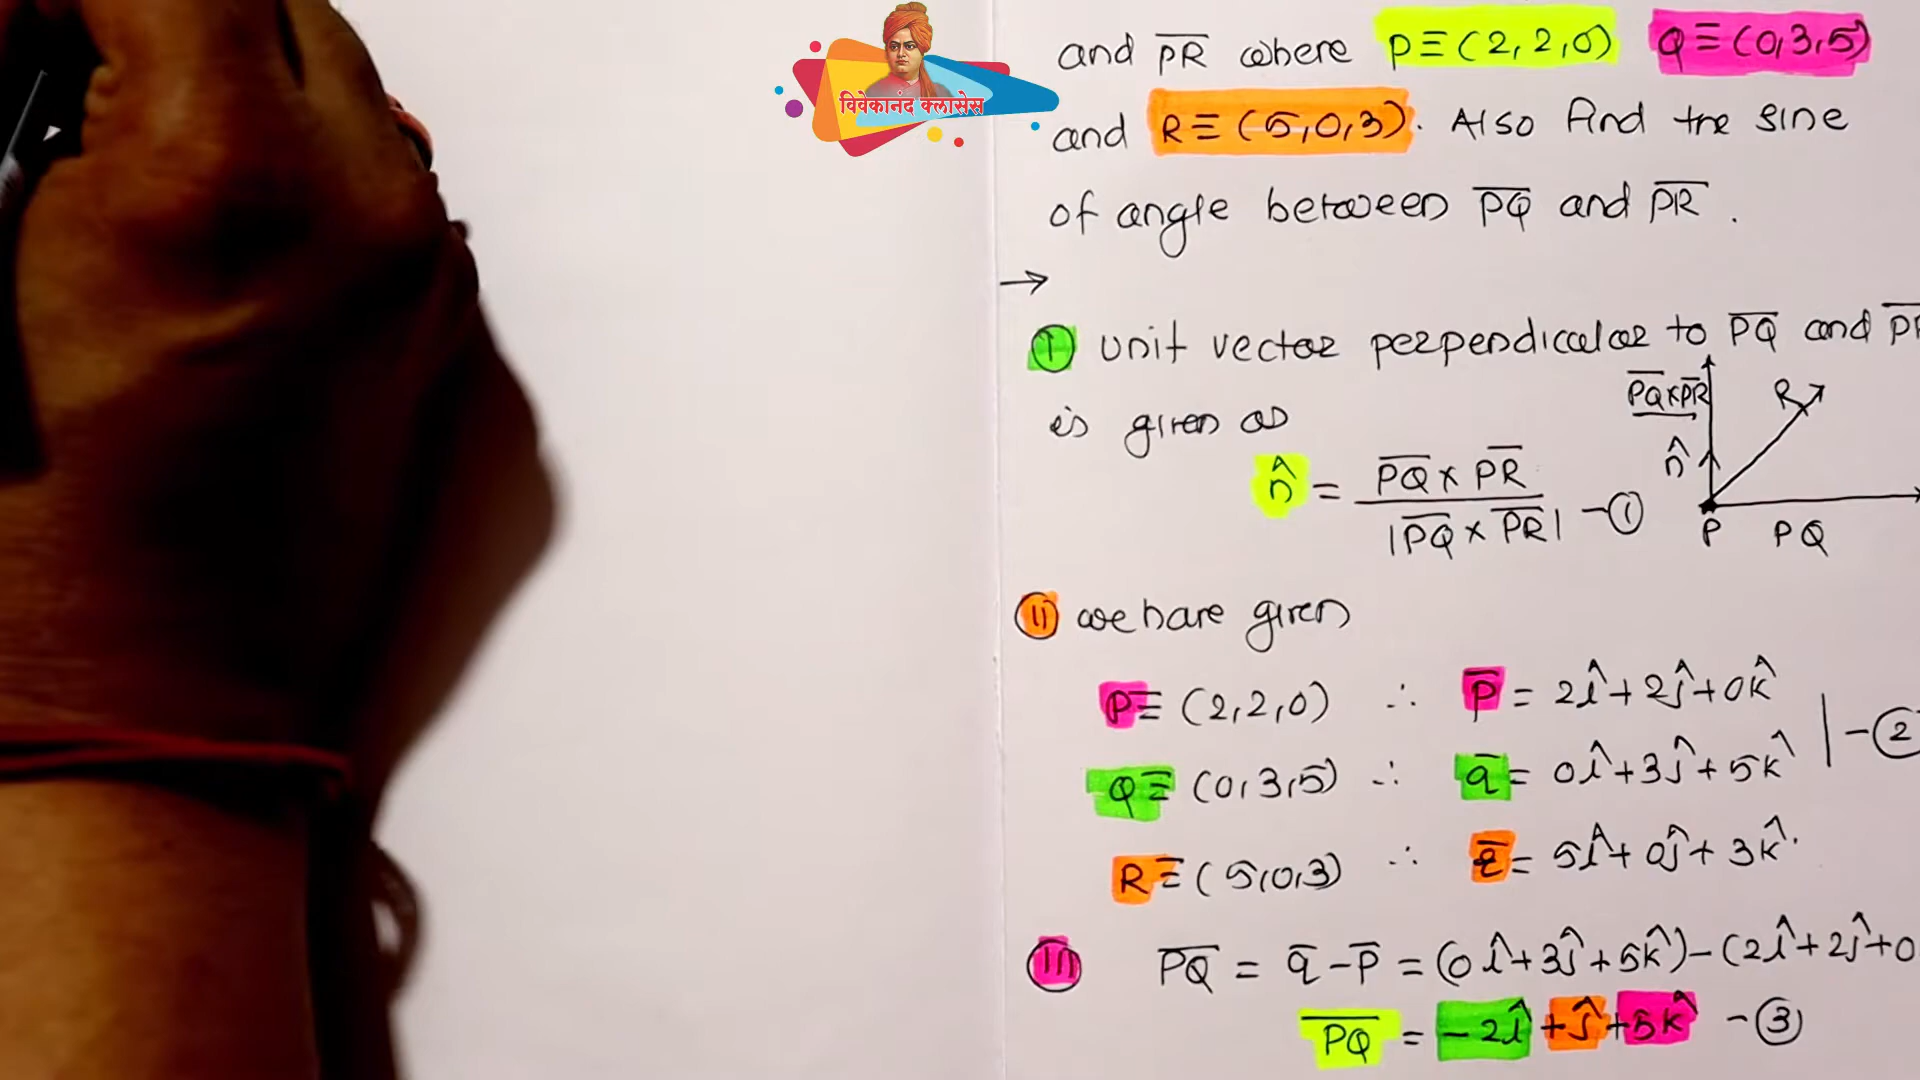 विवेकानंद क्लासेस
and PR where P≡(2,2,0) Q≡(0,3,5)
and R≡(5,0,3). Also find the sine
of angle between PQ and PR.
→
I unit vector perpendicular to PQ and PR
is given as
PQ×PR
R
n̂
n̂ = PQ × PR
|PQ × PR| -①
P PQ
II we have given
P≡ (2,2,0) ∴ p̄ = 2î+2ĵ+0k̂
Q≡ (0,3,5) ∴ q̄= 0î+3ĵ+5k̂ |-②
R≡(5,0,3) ∴ r̄= 5î+0ĵ+3k̂.
III PQ = q̄-p̄ = (0î+3ĵ+5k̂)-(2î+2ĵ+0
PQ = -2î+ĵ+5k̂ -③